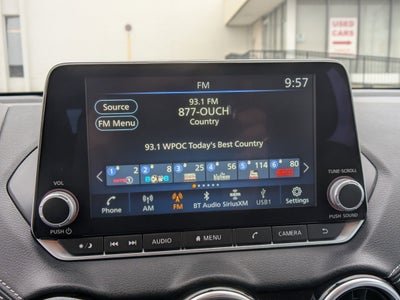 USED
CARS
FM
9:57
Source
93.1 FM
877-OUCH
Country
FM Menu
93.1 WPOC Today's Best Country
1 2
2 8
3 25
4 56
5 114
6 80
Phone
AM
FM
BT Audio
SiriusXM
USB1
Settings
VOL
PUSH
TUNE·SCROLL
PUSH SOUND
AUDIO
MENU
CAMERA